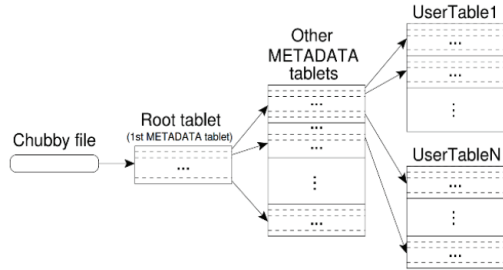 UserTable1
Other
METADATA
tablets
Root tablet
(1st METADATA tablet)
Chubby file
UserTableN
...
...
...
...
...
...
...
...
...
...
...
...